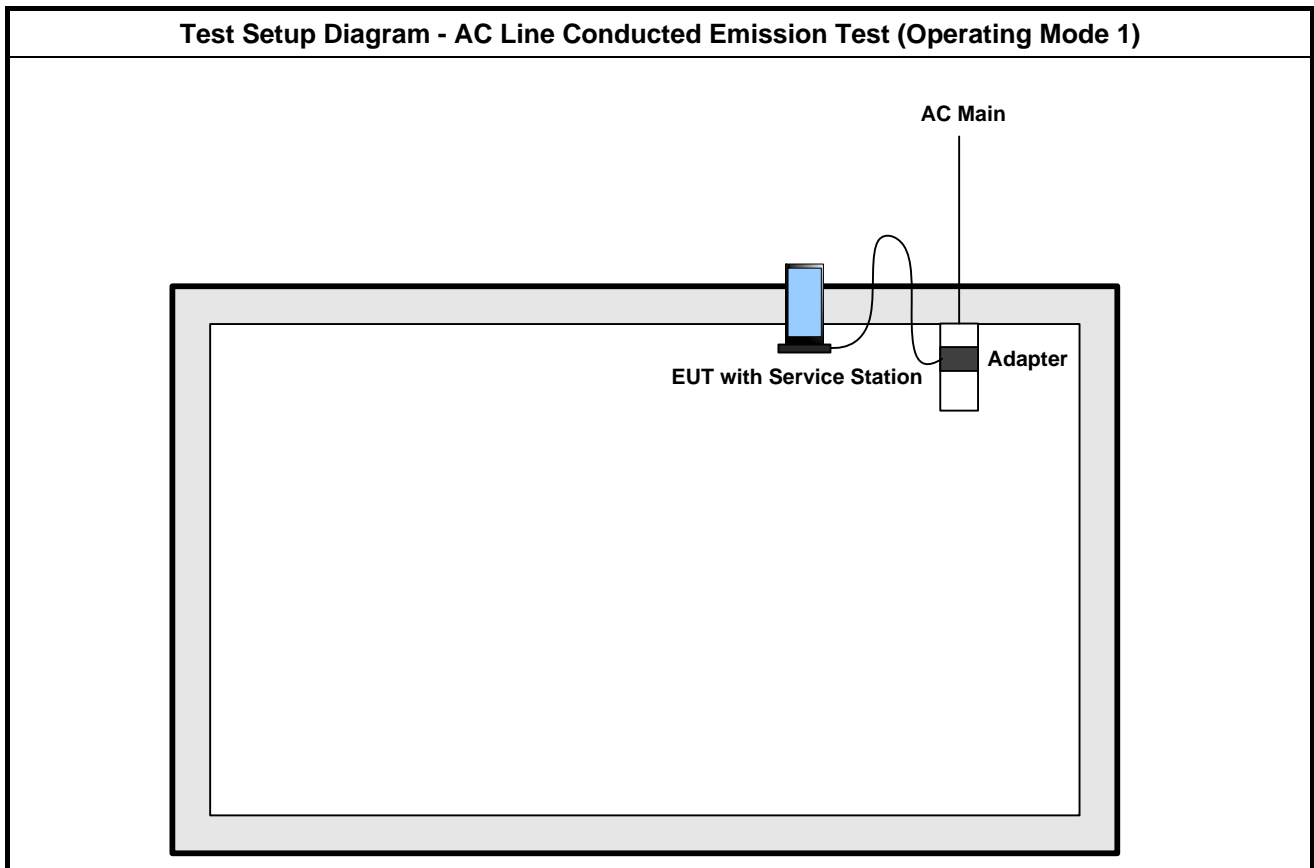 Test Setup Diagram - AC Line Conducted Emission Test (Operating Mode 1)
AC Main
Adapter
EUT with Service Station